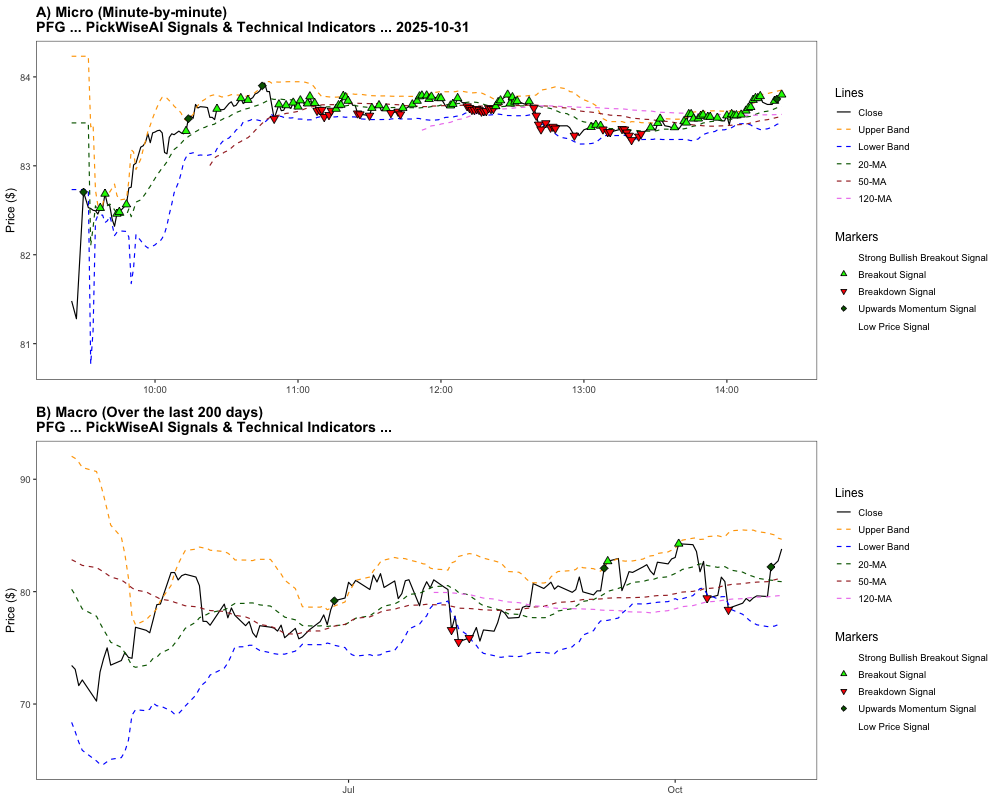 A) Micro (Minute-by-minute)
PFG ... PickWiseAI Signals & Technical Indicators ... 2025-10-31
Price ($)
84
83
82
81
10:00 11:00 12:00 13:00 14:00
Lines
Close
Upper Band
Lower Band
20-MA
50-MA
120-MA
Markers
Strong Bullish Breakout Signal
Breakout Signal
Breakdown Signal
Upwards Momentum Signal
Low Price Signal
B) Macro (Over the last 200 days)
PFG ... PickWiseAI Signals & Technical Indicators ...
Price ($)
90
80
70
Jul Oct
Lines
Close
Upper Band
Lower Band
20-MA
50-MA
120-MA
Markers
Strong Bullish Breakout Signal
Breakout Signal
Breakdown Signal
Upwards Momentum Signal
Low Price Signal